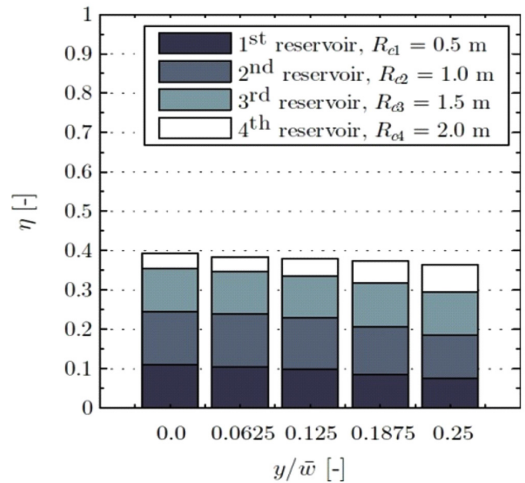 1
0.9
0.8
0.7
0.6
0.5
0.4
0.3
0.2
0.1
0
η [-]
1st reservoir, Rc1 = 0.5 m
2nd reservoir, Rc2 = 1.0 m
3rd reservoir, Rc3 = 1.5 m
4th reservoir, Rc4 = 2.0 m
0.0 0.0625 0.125 0.1875 0.25
y/w̄ [-]